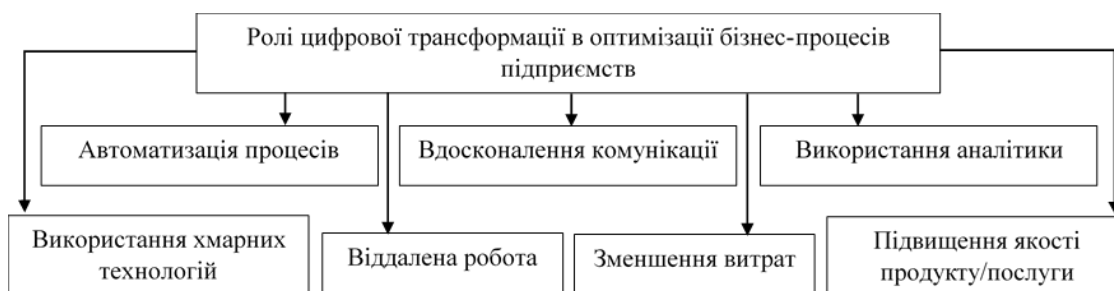 Ролі цифрової трансформації в оптимізації бізнес-процесів
підприємств
Автоматизація процесів
Вдосконалення комунікації
Використання аналітики
Використання хмарних
технологій
Віддалена робота
Зменшення витрат
Підвищення якості
продукту/послуги